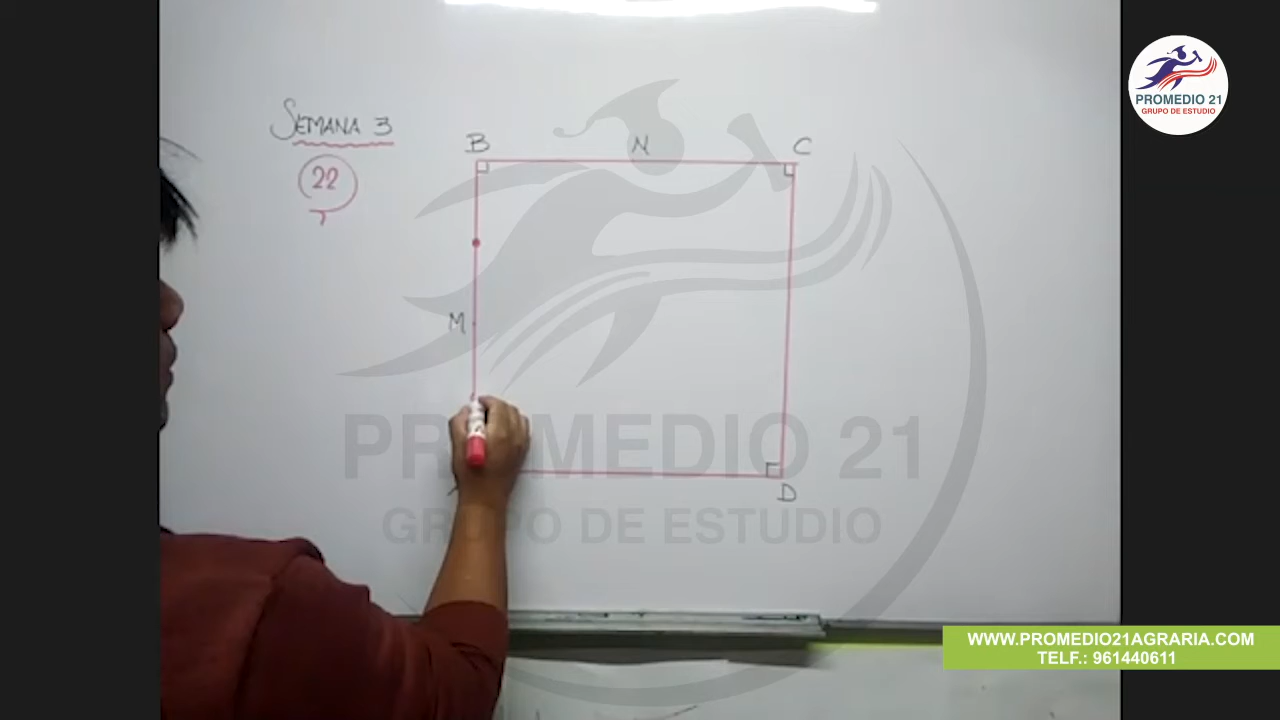 SEMANA 3
22
B
N
C
M
D
PROMEDIO 21
GRUPO DE ESTUDIO
PROMEDIO 21
GRUPO DE ESTUDIO
WWW.PROMEDIO21AGRARIA.COM
TELF.: 961440611